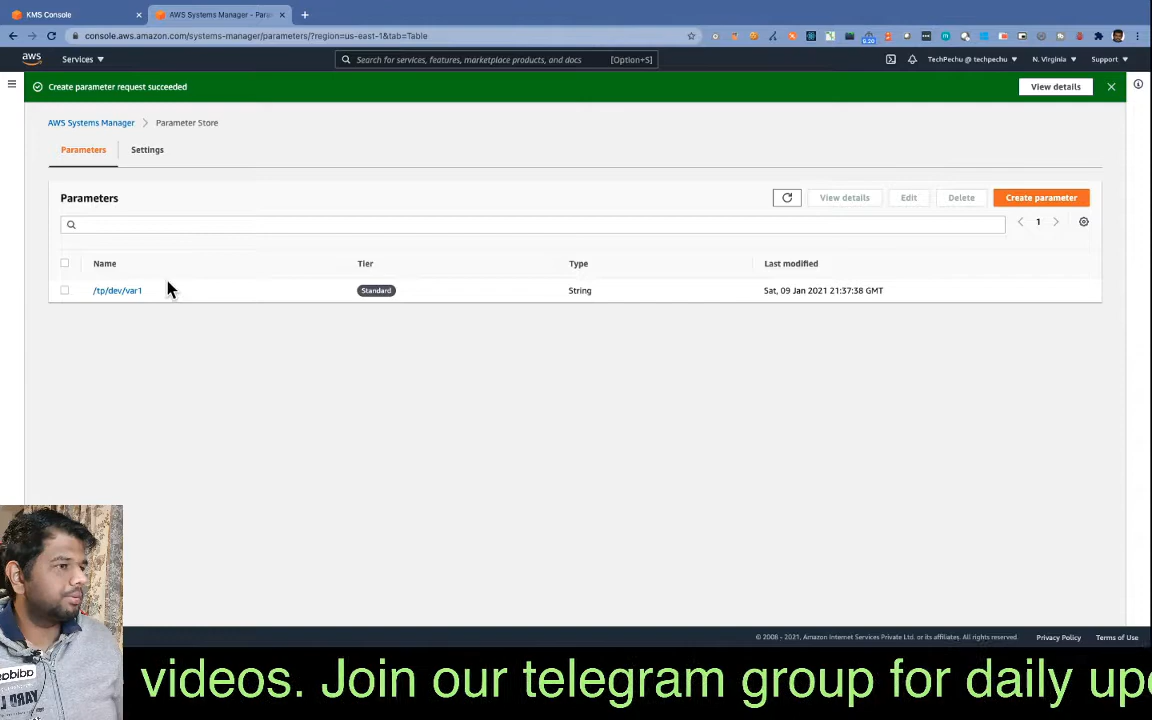 KMS Console
AWS Systems Manager - Para
console.aws.amazon.com/systems-manager/parameters/?region=us-east-1&tab=Table
aws
Services
Search for services, features, marketplace products, and docs
[Option+S]
TechPechu @ techpechu
N. Virginia
Support
Create parameter request succeeded
View details
AWS Systems Manager
Parameter Store
Parameters
Settings
Parameters
View details
Edit
Delete
Create parameter
1
Name
Tier
Type
Last modified
/tp/dev/var1
Standard
String
Sat, 09 Jan 2021 21:37:38 GMT
© 2008 - 2021, Amazon Internet Services Private Ltd. or its affiliates. All rights reserved.
Privacy Policy
Terms of Use
videos. Join our telegram group for daily up